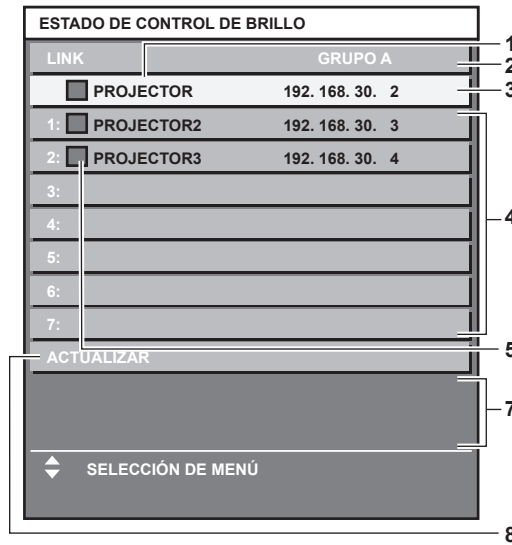 ESTADO DE CONTROL DE BRILLO
LINK GRUPO A
PROJECTOR 192. 168. 30. 2
1: PROJECTOR2 192. 168. 30. 3
2: PROJECTOR3 192. 168. 30. 4
3:
4:
5:
6:
7:
ACTUALIZAR
SELECCIÓN DE MENÚ
1
2
3
4
5
7
8